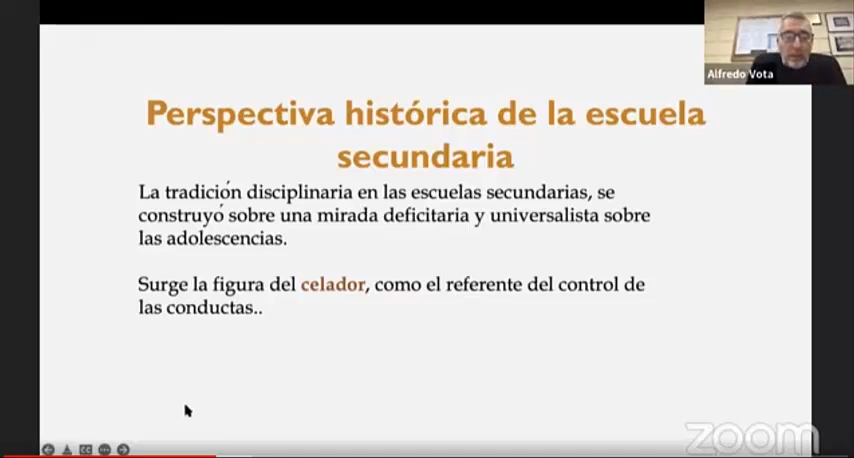 Alfredo Vota
Perspectiva histórica de la escuela
secundaria
La tradición disciplinaria en las escuelas secundarias, se
construyó sobre una mirada deficitaria y universalista sobre
las adolescencias.
Surge la figura del celador, como el referente del control de
las conductas..
CC
zoom